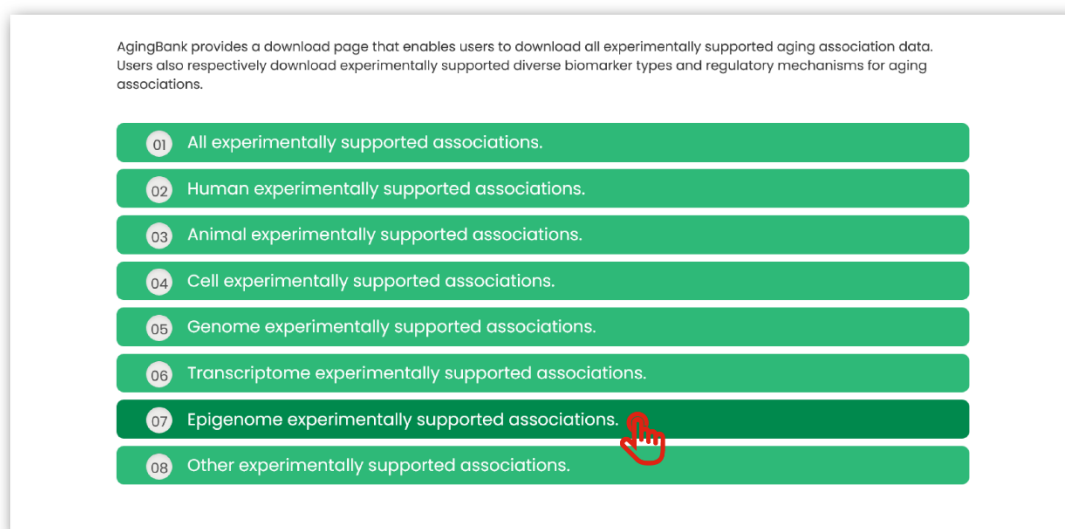 AgingBank provides a download page that enables users to download all experimentally supported aging association data.
Users also respectively download experimentally supported diverse biomarker types and regulatory mechanisms for aging
associations.
01 All experimentally supported associations.
02 Human experimentally supported associations.
03 Animal experimentally supported associations.
04 Cell experimentally supported associations.
05 Genome experimentally supported associations.
06 Transcriptome experimentally supported associations.
07 Epigenome experimentally supported associations.
08 Other experimentally supported associations.